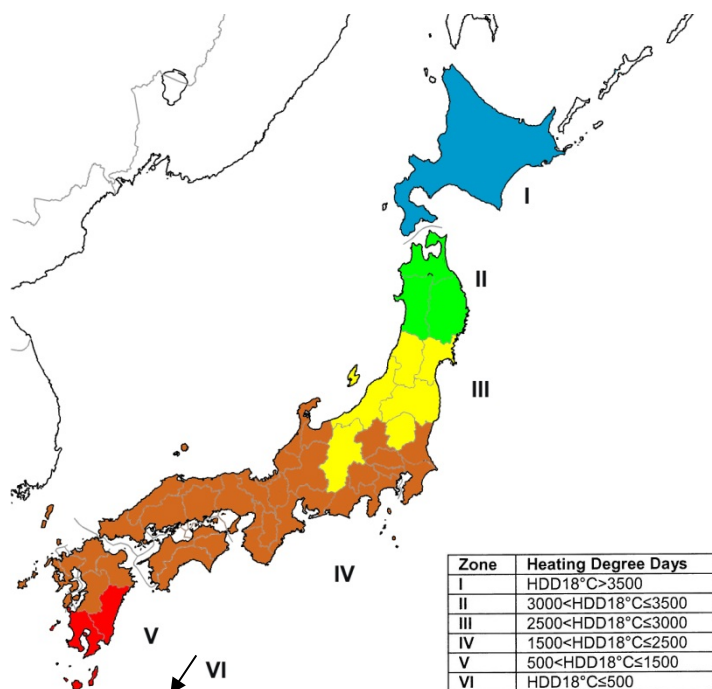 I
II
III
IV
V
VI
Zone Heating Degree Days
I HDD18°C>3500
II 3000<HDD18°C≤3500
III 2500<HDD18°C≤3000
IV 1500<HDD18°C≤2500
V 500<HDD18°C≤1500
VI HDD18°C≤500